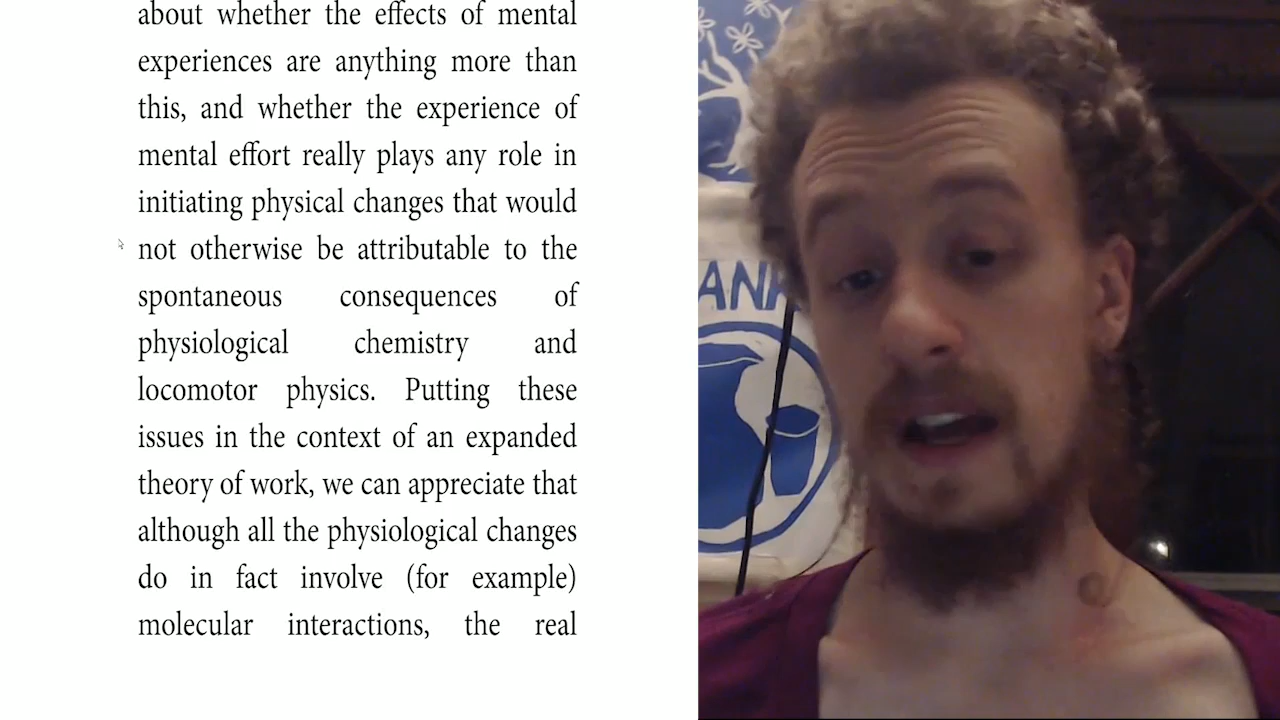 about whether the effects of mental
experiences are anything more than
this, and whether the experience of
mental effort really plays any role in
initiating physical changes that would
not otherwise be attributable to the
spontaneous consequences of
physiological chemistry and
locomotor physics. Putting these
issues in the context of an expanded
theory of work, we can appreciate that
although all the physiological changes
do in fact involve (for example)
molecular interactions, the real